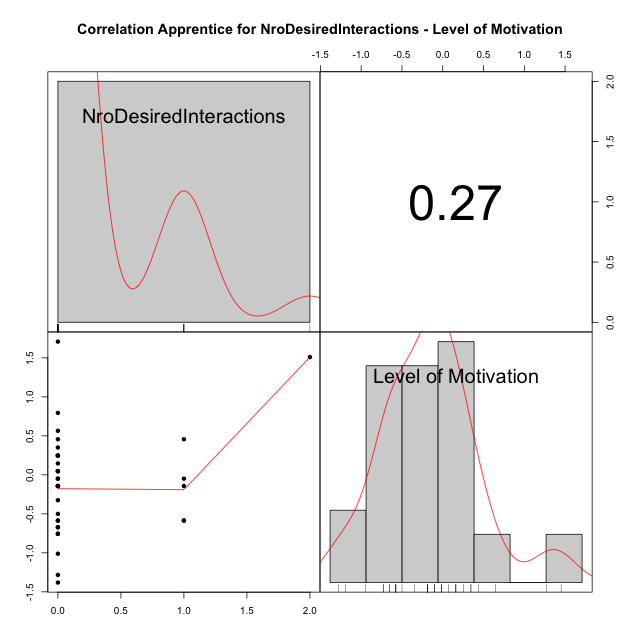 Correlation Apprentice for NroDesiredInteractions - Level of Motivation
-1.5 -1.0 -0.5 0.0 0.5 1.0 1.5
NroDesiredInteractions
0.27
2.0
1.5
1.0
0.5
0.0
Level of Motivation
1.5
1.0
0.5
0.0
-0.5
-1.0
-1.5
0.0 0.5 1.0 1.5 2.0